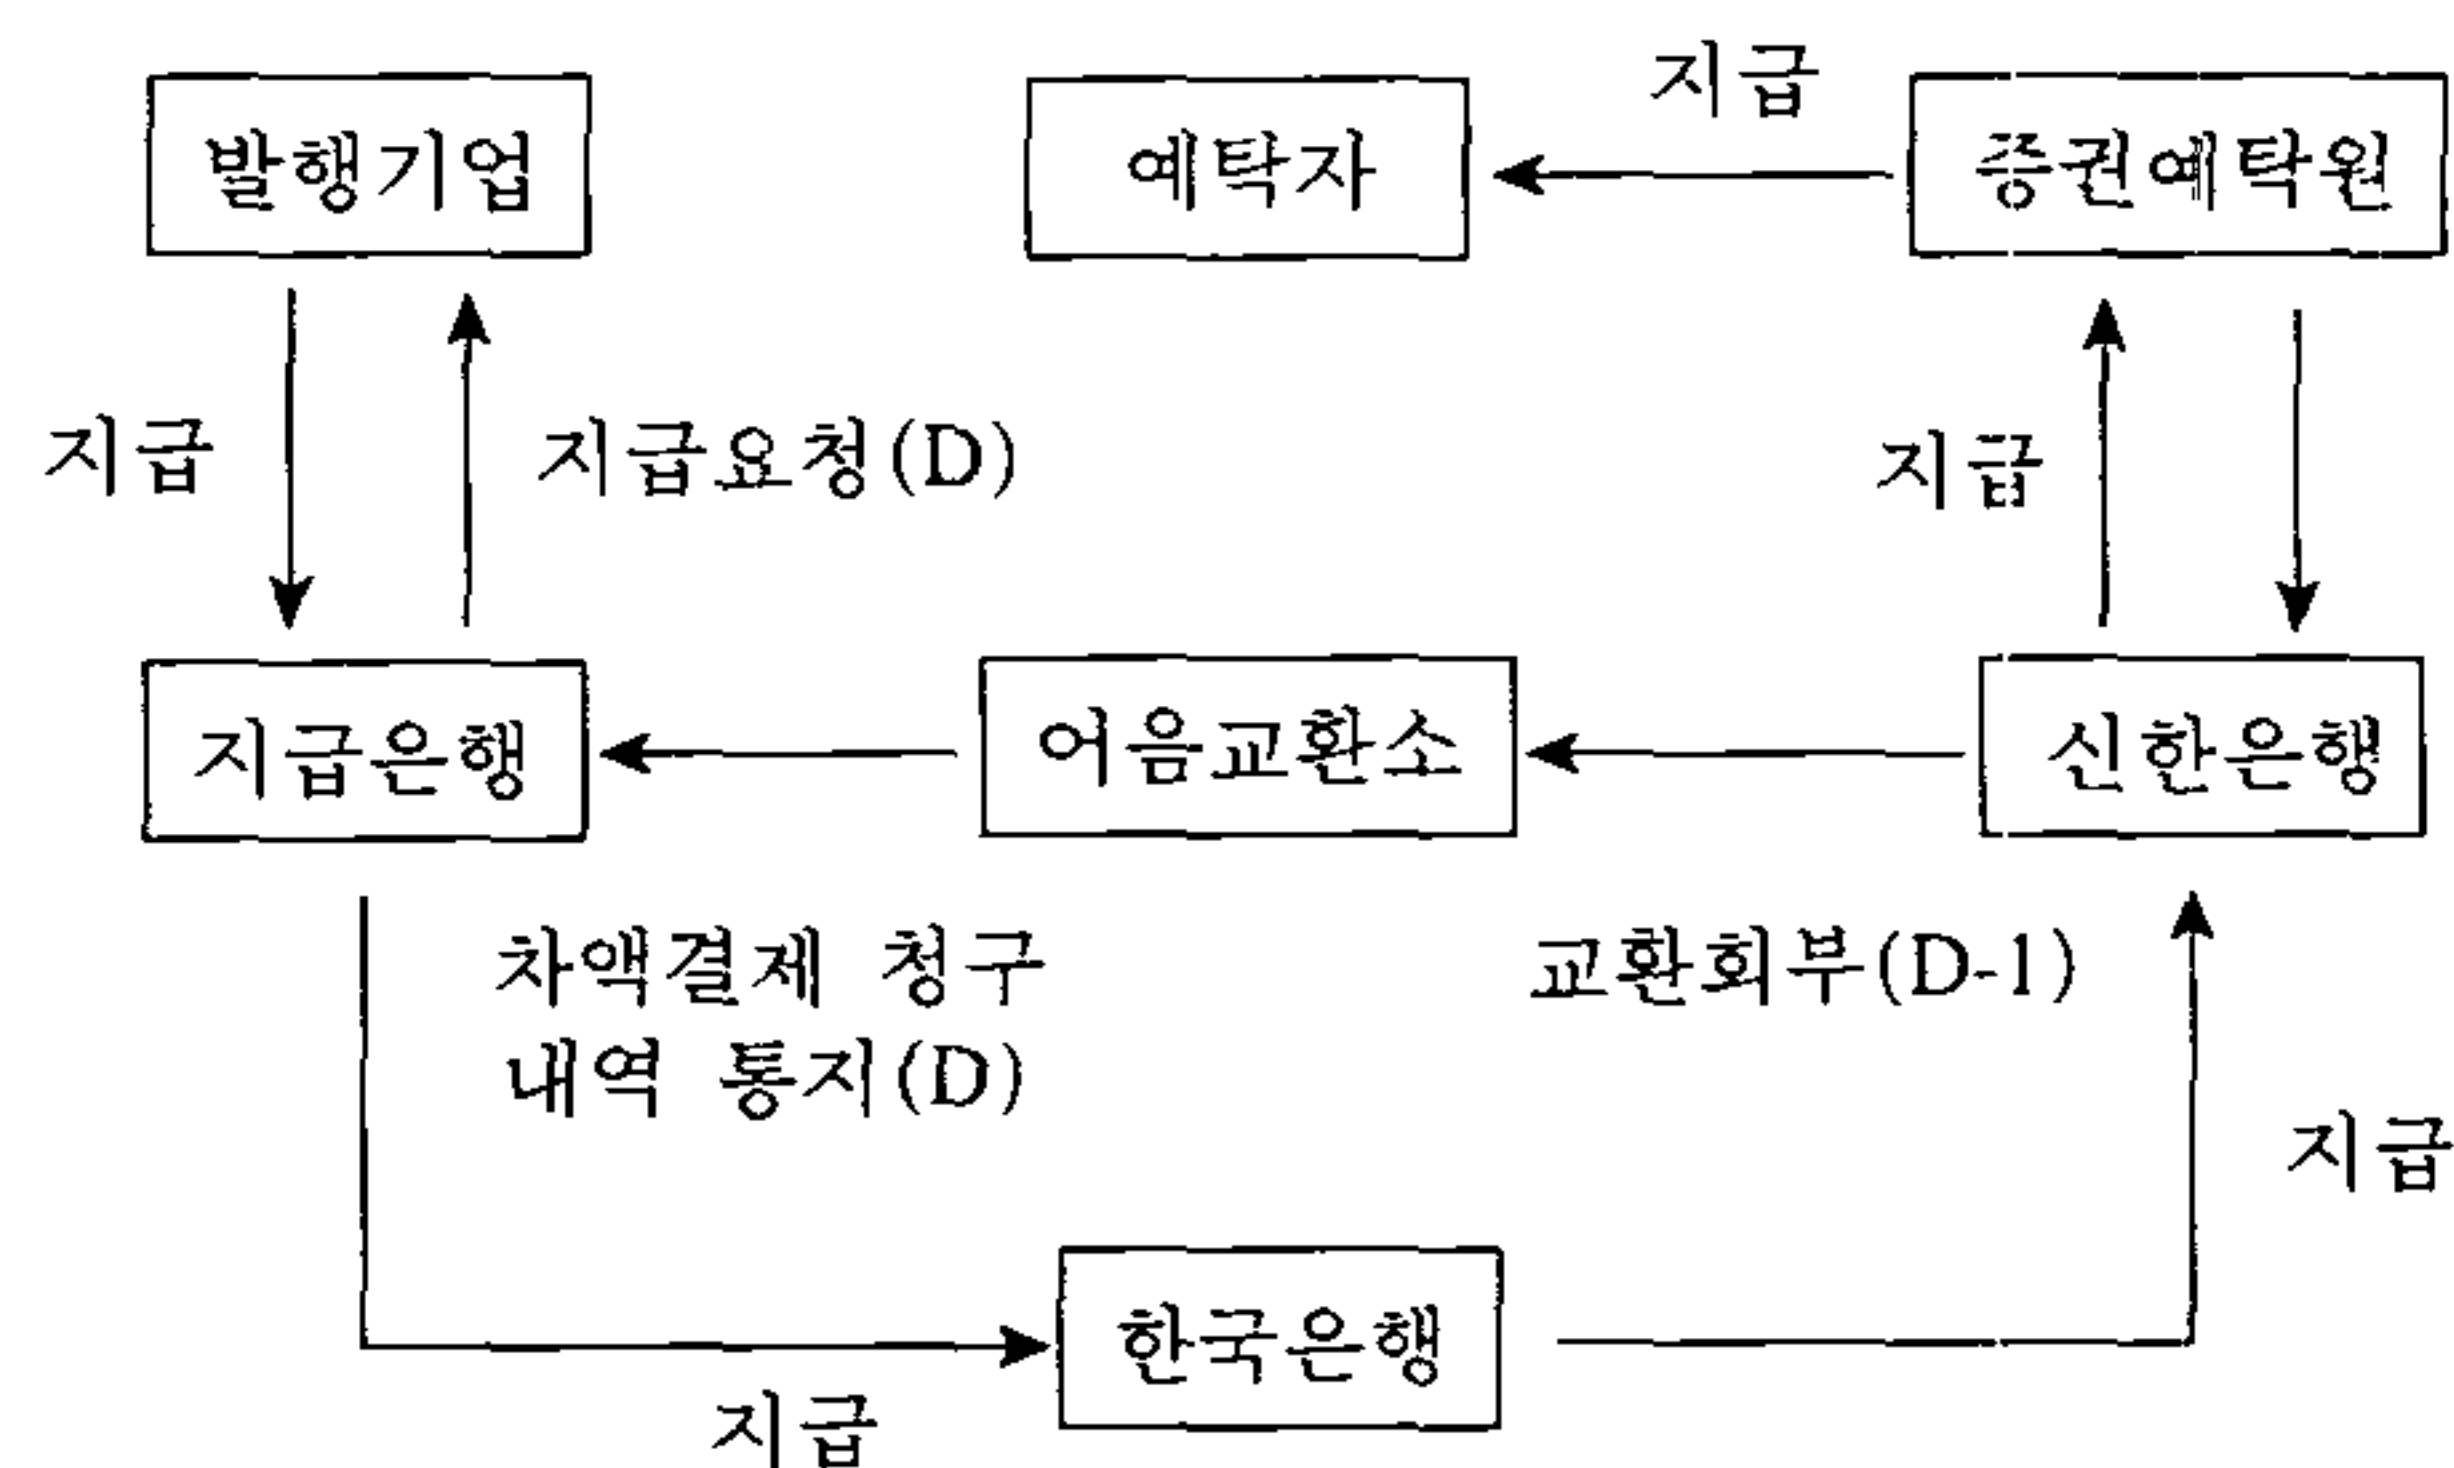 지급
발행기업
예탁자
증권예탁원
지급
지급요청(D)
지급
지급은행
어음교환소
신한은행
차액결제 청구
내역 통지(D)
교환회부(D-1)
지급
한국은행
지급